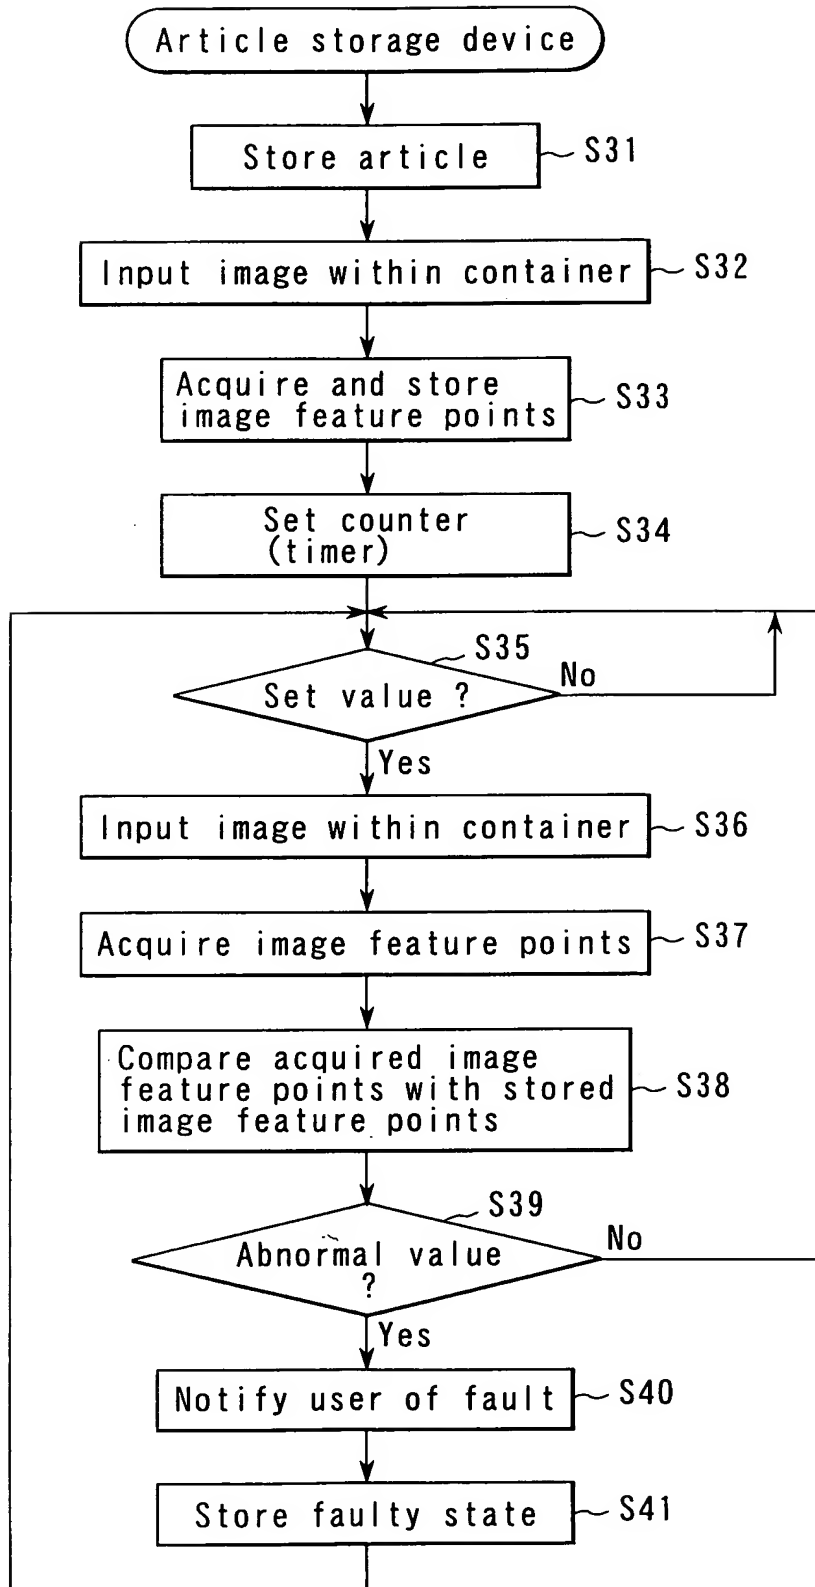 Article storage device
Store article
S31
Input image within container
S32
Acquire and store
image feature points
S33
Set counter
(timer)
S34
S35
Set value ?
No
Yes
Input image within container
S36
Acquire image feature points
S37
Compare acquired image
feature points with stored
image feature points
S38
S39
Abnormal value
?
No
Yes
Notify user of fault
S40
Store faulty state
S41